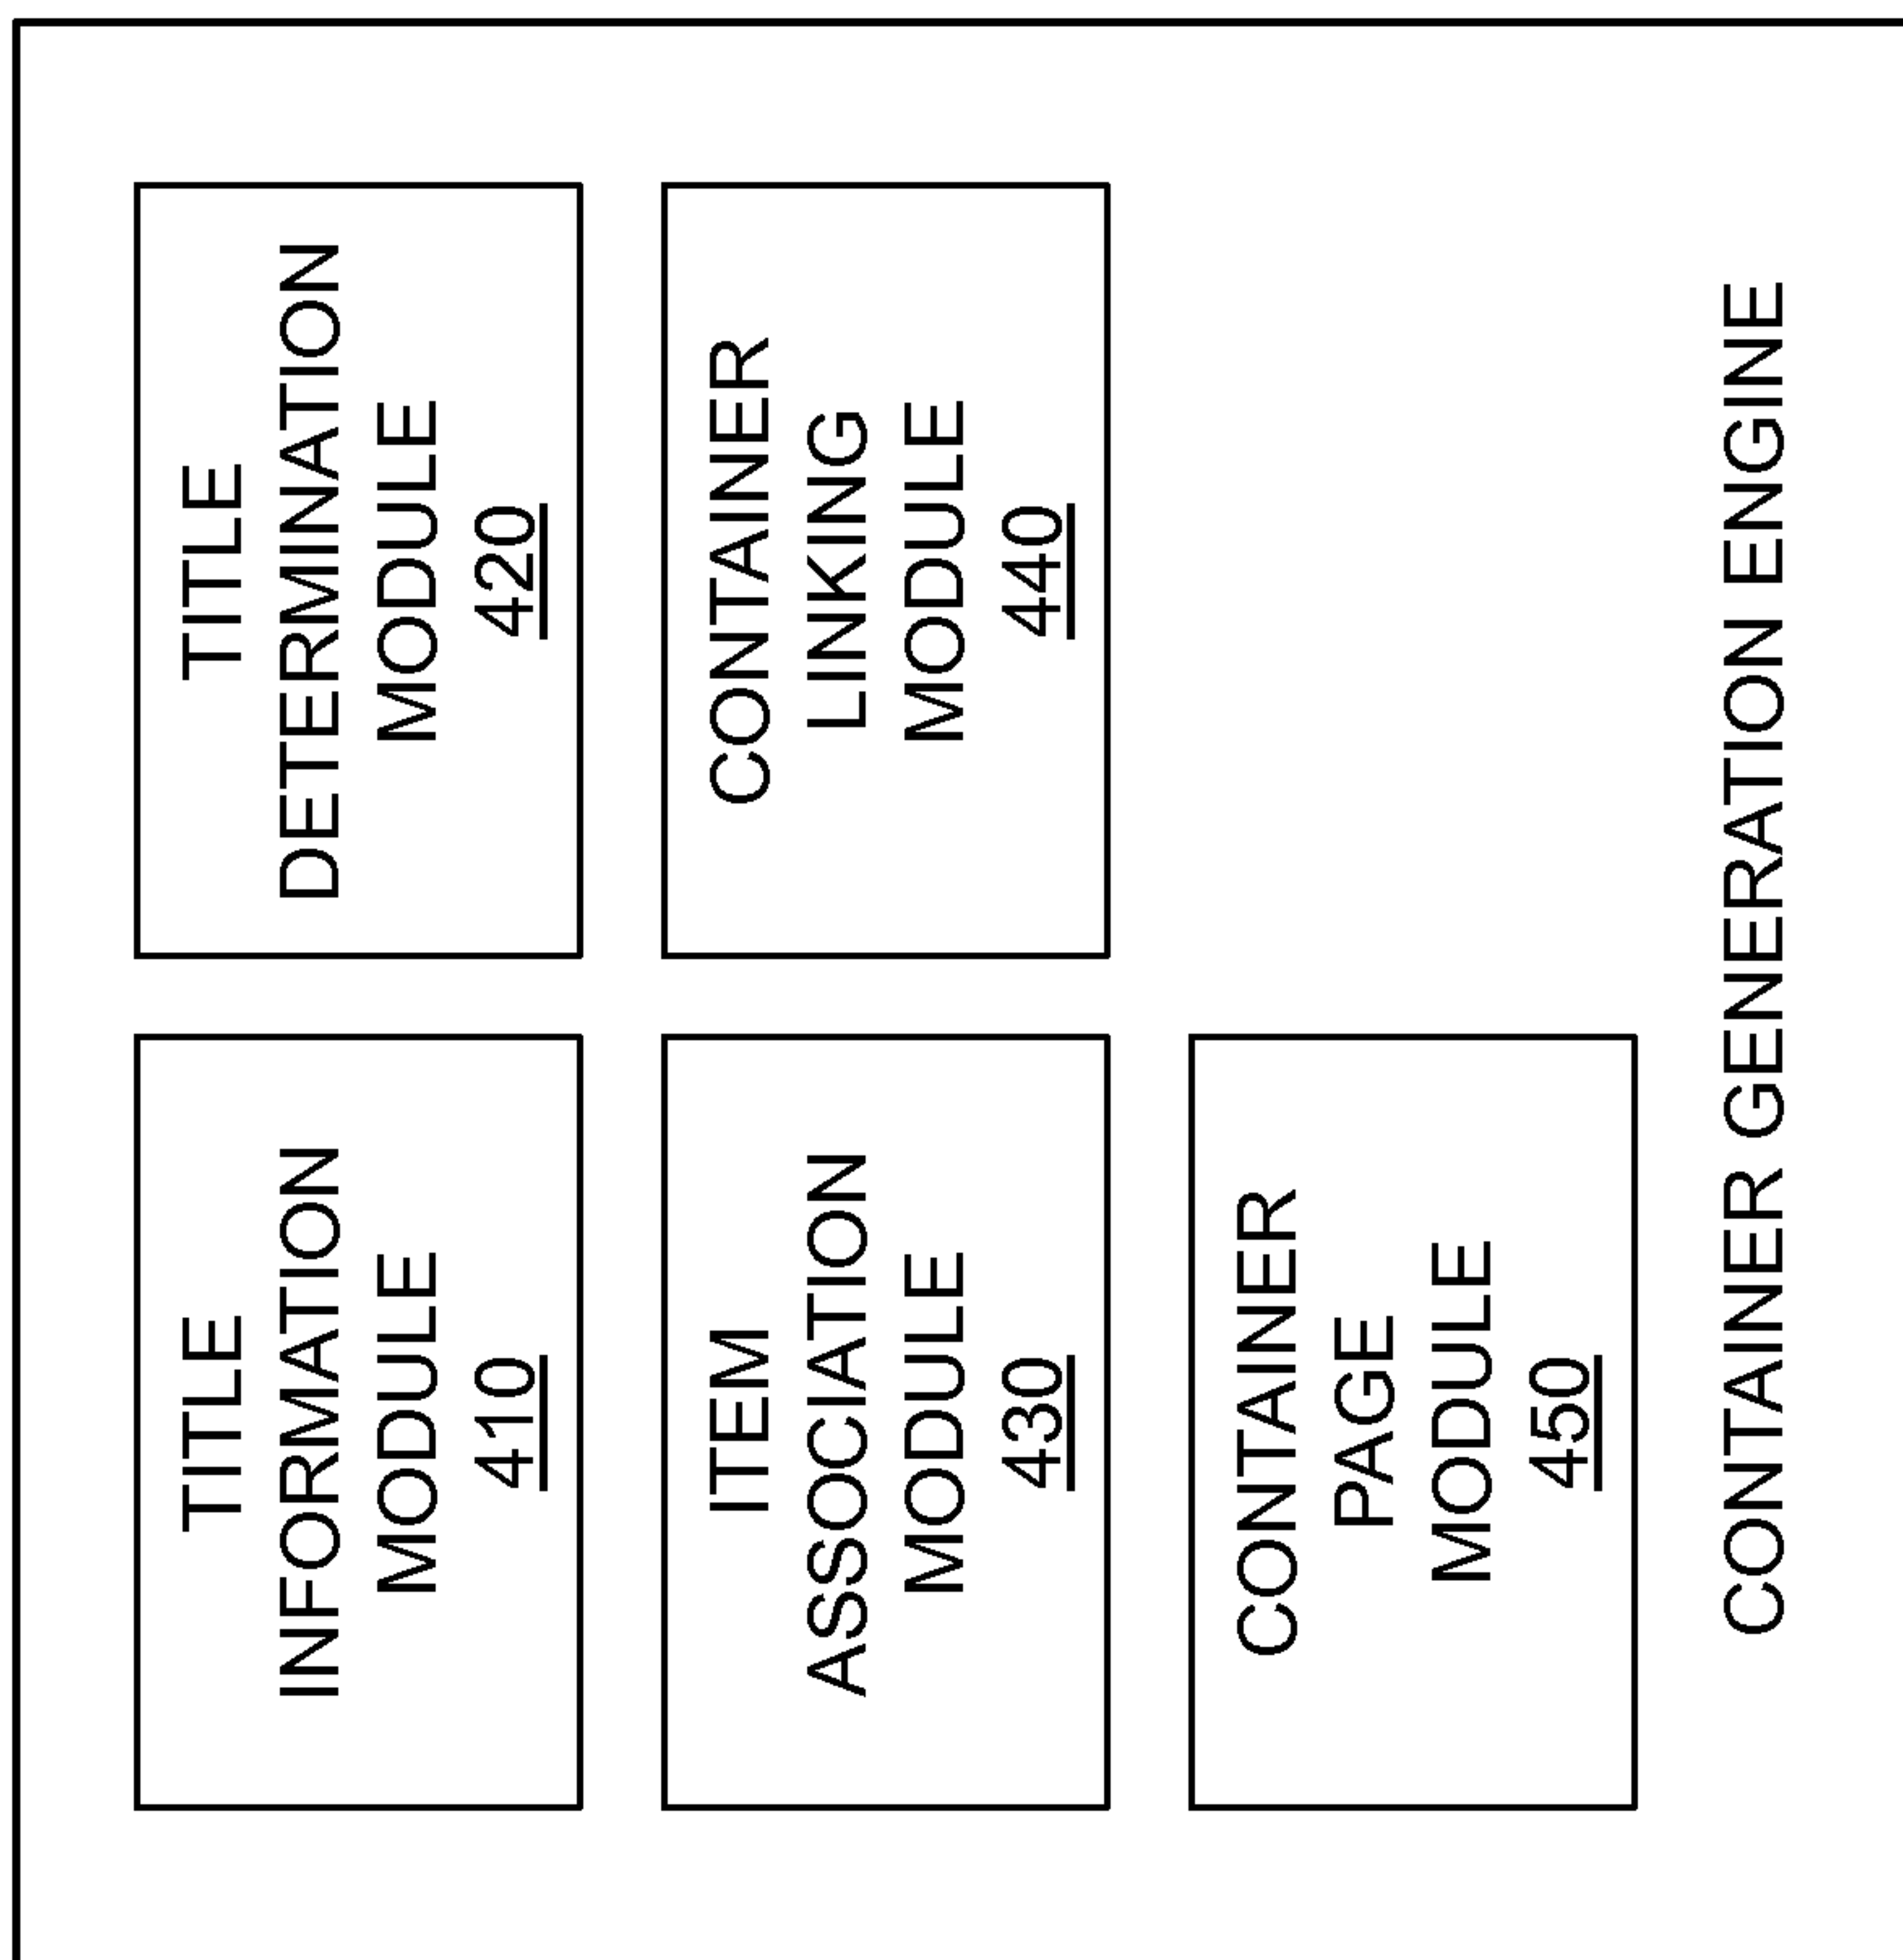 TITLE
INFORMATION
MODULE
410
TITLE
DETERMINATION
MODULE
420
ITEM
ASSOCIATION
MODULE
430
CONTAINER
LINKING
MODULE
440
CONTAINER
PAGE
MODULE
450
CONTAINER GENERATION ENGINE